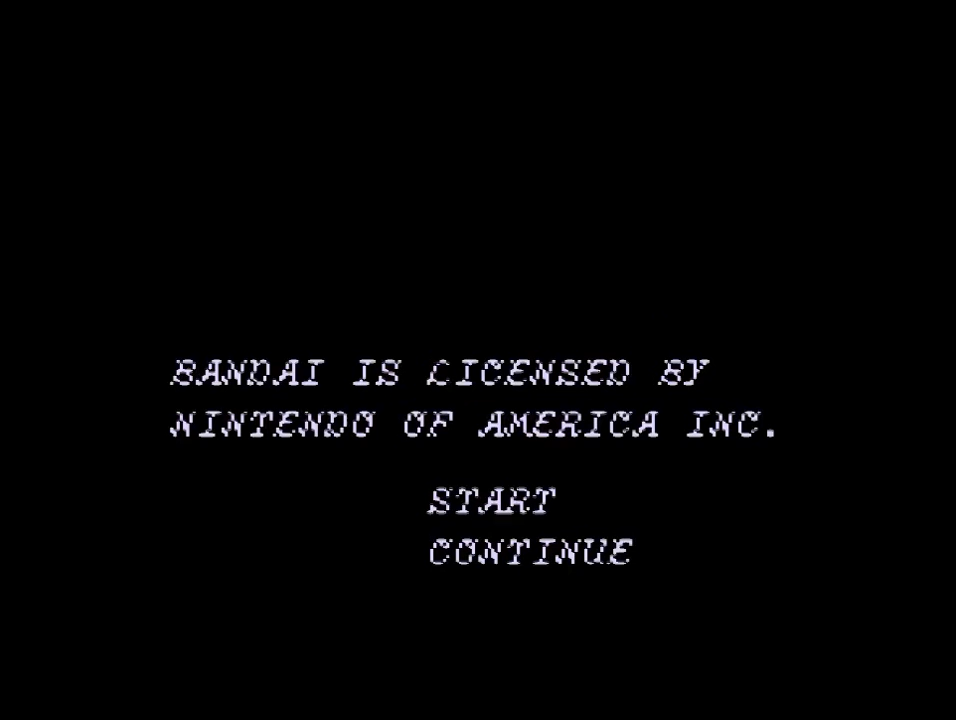 BANDAI IS LICENSED BY
NINTENDO OF AMERICA INC.
START
CONTINUE